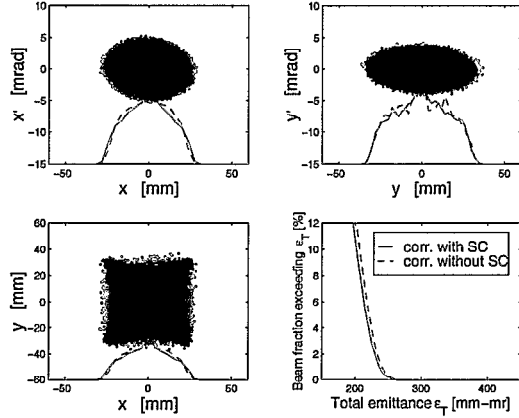 10
5
0
−5
−10
−15
x' [mrad]
−50 0 50
x [mm]
10
5
0
−5
−10
−15
y' [mrad]
−50 0 50
y [mm]
60
40
20
0
−20
−40
−60
y [mm]
−50 0 50
x [mm]
12
10
8
6
4
2
0
Beam fraction exceeding ε_T [%]
corr. with SC
corr. without SC
200 300 400
Total emittance ε_T [mm−mr]